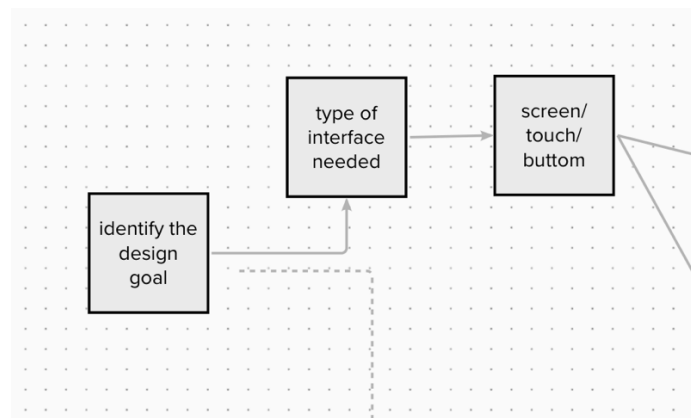 identify the
design
goal
type of
interface
needed
screen/
touch/
buttom